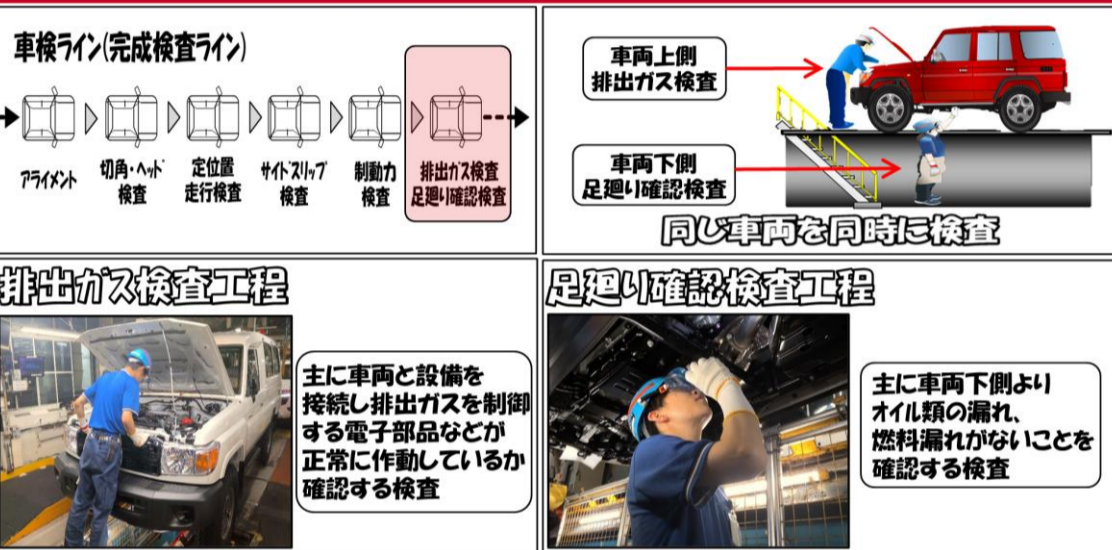 車検ライン(完成検査ライン)
アライメント
切角・ヘッド
検査
定位置
走行検査
サイドスリップ
検査
制動力
検査
排出ガス検査
足廻り確認検査
車両上側
排出ガス検査
車両下側
足廻り確認検査
同じ車両を同時に検査
排出ガス検査工程
主に車両と設備を
接続し排出ガスを制御
する電子部品などが
正常に作動しているか
確認する検査
足廻り確認検査工程
主に車両下側より
オイル類の漏れ、
燃料漏れがないことを
確認する検査